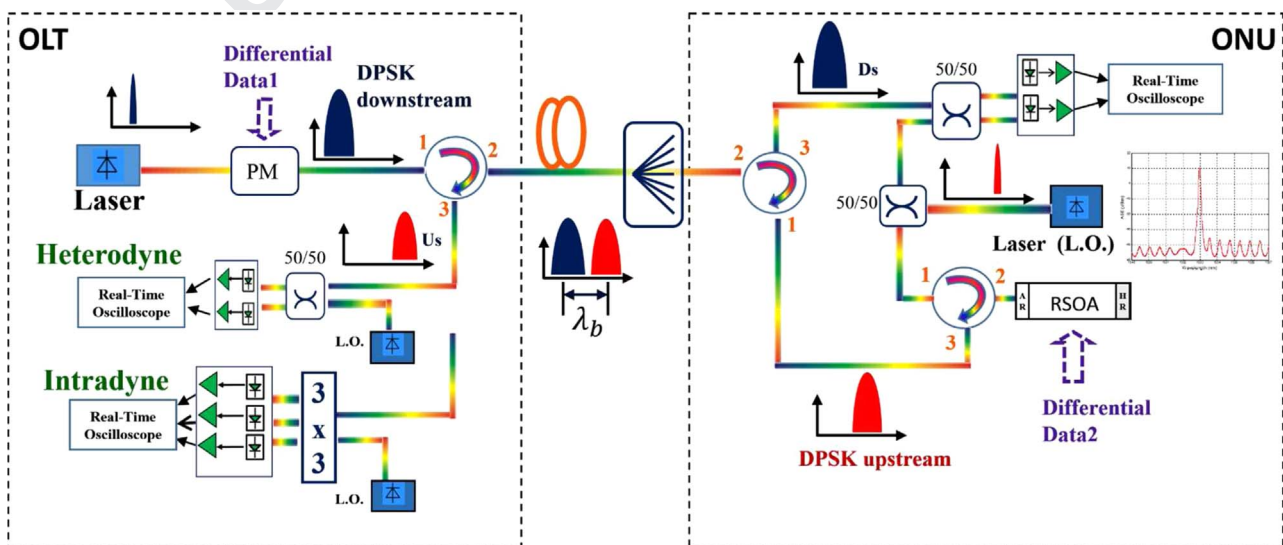 OLT
Differential
Data1
DPSK
downstream
Laser
PM
1
2
3
Us
Heterodyne
Real-Time
Oscilloscope
50/50
L.O.
Intradyne
Real-Time
Oscilloscope
3
x
3
L.O.
λb
ONU
Ds
50/50
Real-Time
Oscilloscope
2
3
1
50/50
Laser (L.O.)
1
2
3
AR
RSOA
HR
Differential
Data2
DPSK upstream